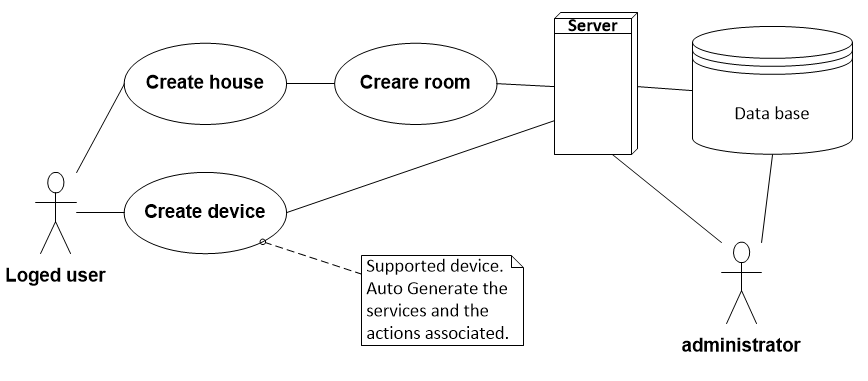 Server
Create house
Creare room
Data base
Create device
Loged user
Supported device.
Auto Generate the
services and the
actions associated.
administrator